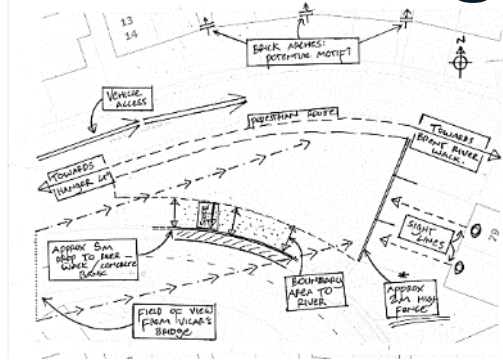 13
14
BRICK ARCHES:
POTENTIAL MOTIF?
N
VEHICLE
ACCESS
PEDESTRIAN ROUTE
TOWARDS
BRENT RIVER
WALK.
TOWARDS
HANGER LN
SIGHT
LINES
79
APPROX 5M
DROP TO RIVER
WALK / CONCRETE
BANK
BOUNDARY
AREA TO
RIVER
*
APPROX
2M HIGH
FENCE
FIELD OF VIEW
FROM VICAR'S
BRIDGE